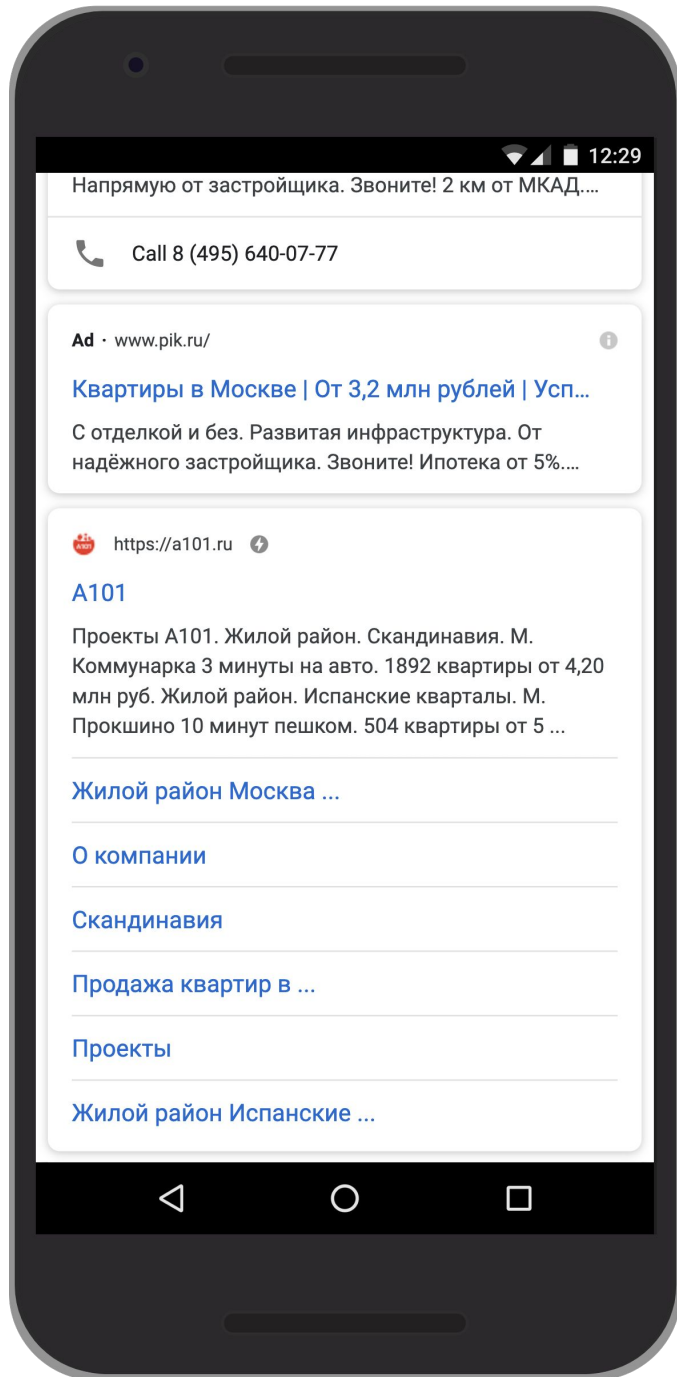 12:29
Напрямую от застройщика. Звоните! 2 км от МКАД....
Call 8 (495) 640-07-77
Ad · www.pik.ru/
Квартиры в Москве | От 3,2 млн рублей | Усп...
С отделкой и без. Развитая инфраструктура. От
надёжного застройщика. Звоните! Ипотека от 5%....
А101 https://a101.ru
А101
Проекты А101. Жилой район. Скандинавия. М.
Коммунарка 3 минуты на авто. 1892 квартиры от 4,20
млн руб. Жилой район. Испанские кварталы. М.
Прокшино 10 минут пешком. 504 квартиры от 5 ...
Жилой район Москва ...
О компании
Скандинавия
Продажа квартир в ...
Проекты
Жилой район Испанские ...